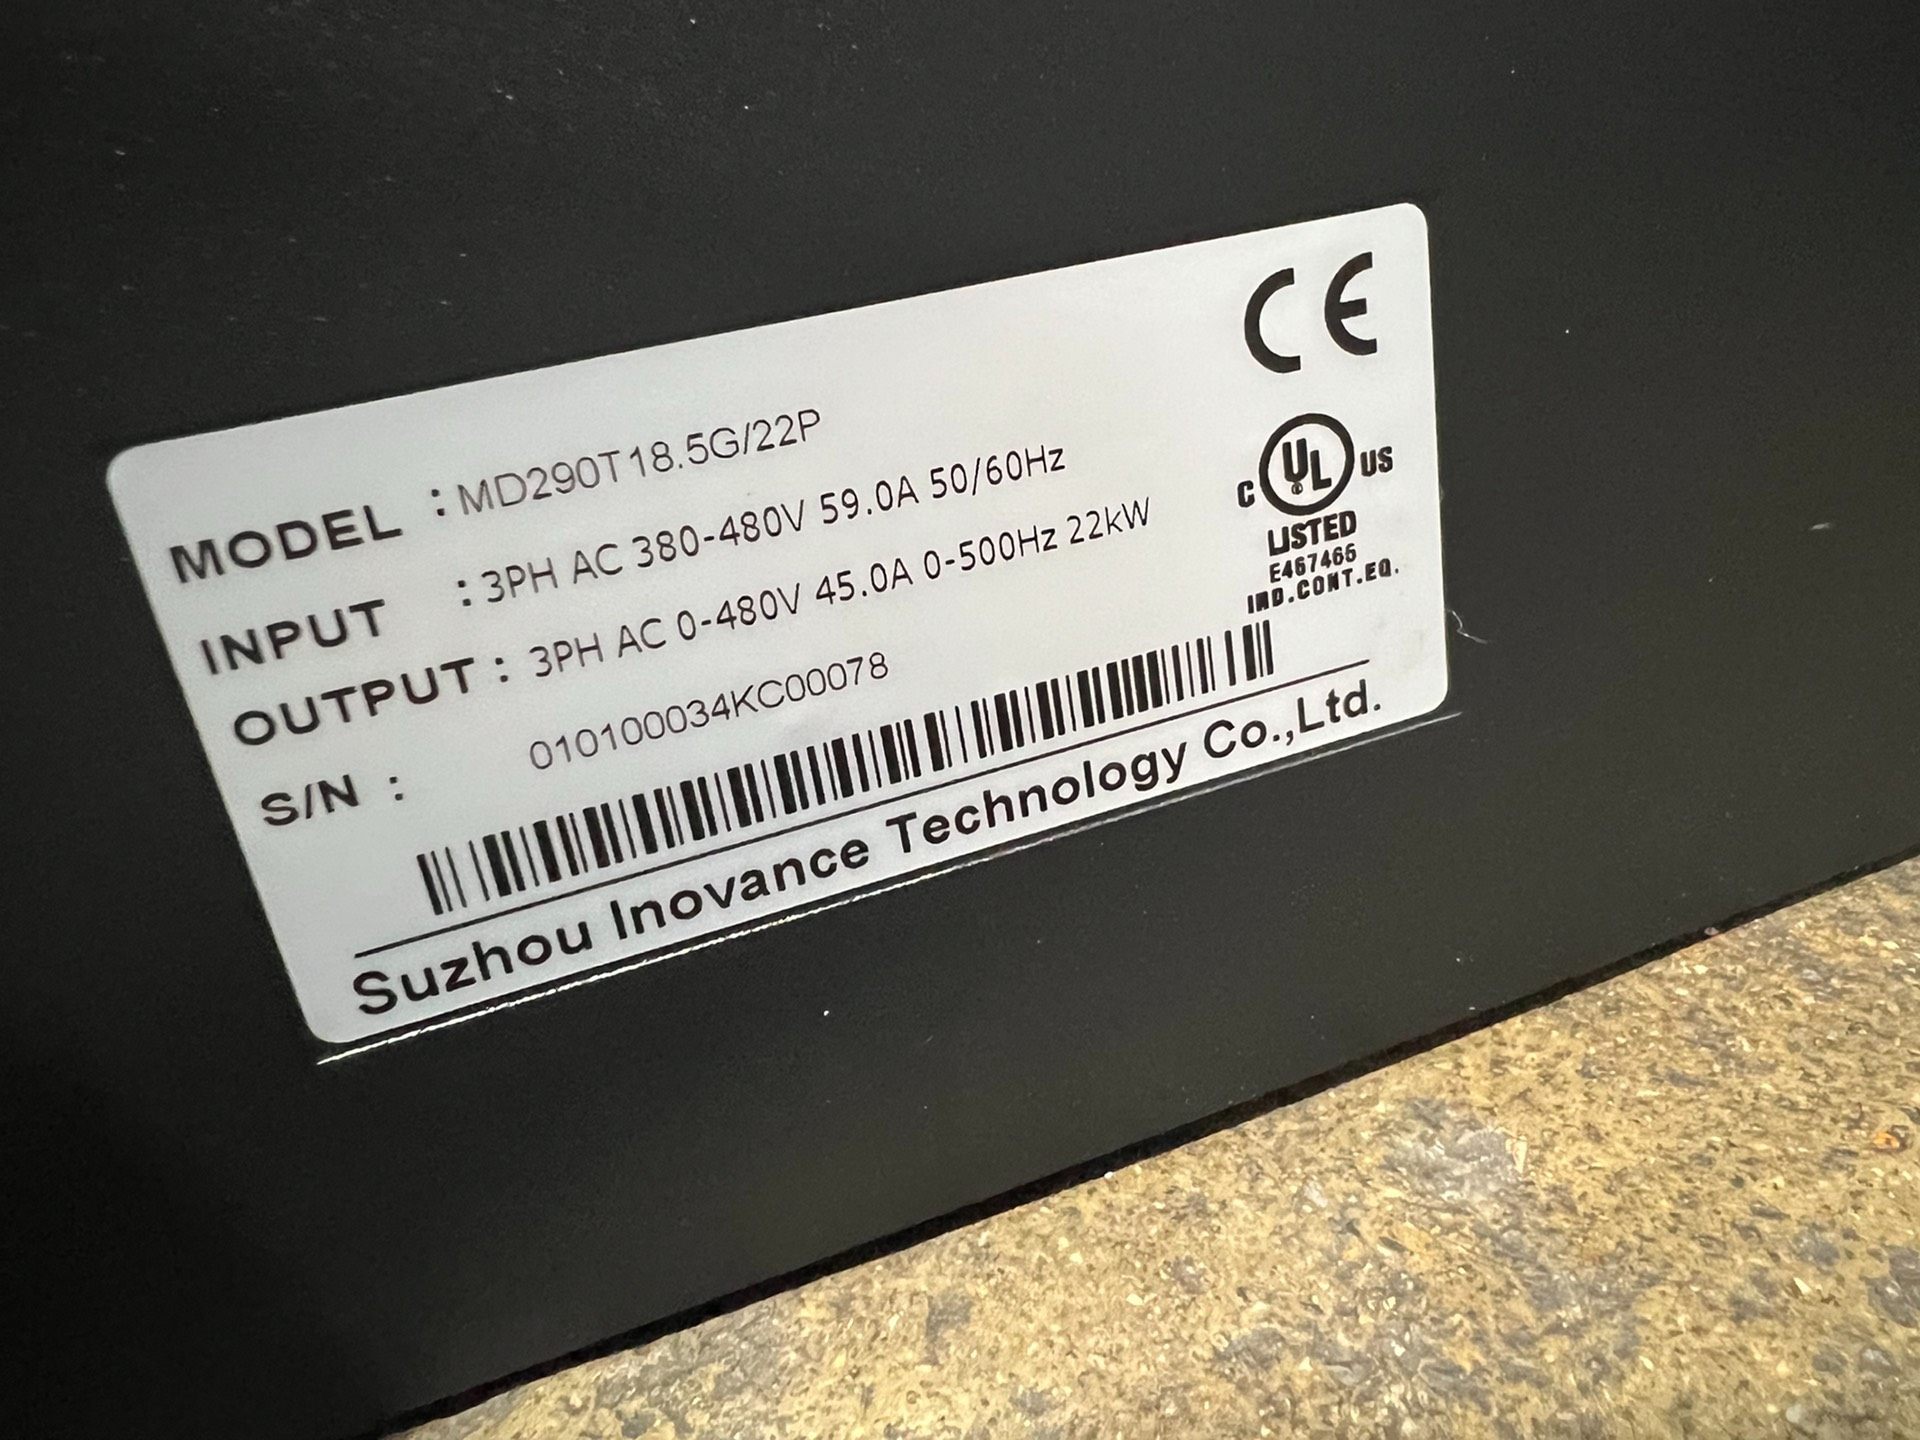 CE
MODEL : MD290T18.5G/22P
INPUT : 3PH AC 380-480V 59.0A 50/60Hz
OUTPUT : 3PH AC 0-480V 45.0A 0-500Hz 22kW
S/N : 010100034KC00078
C UL US
LISTED
E467466
IND.CONT.EQ.
Suzhou Inovance Technology Co.,Ltd.